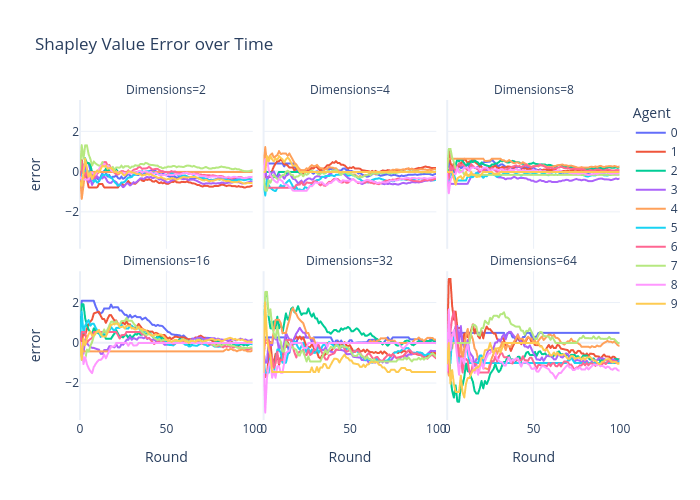 Shapley Value Error over Time
Dimensions=2
Dimensions=4
Dimensions=8
Agent
0
1
2
3
4
5
6
7
8
9
error
2
0
−2
Dimensions=16
Dimensions=32
Dimensions=64
error
2
0
−2
0
50
100
0
50
100
0
50
100
Round
Round
Round